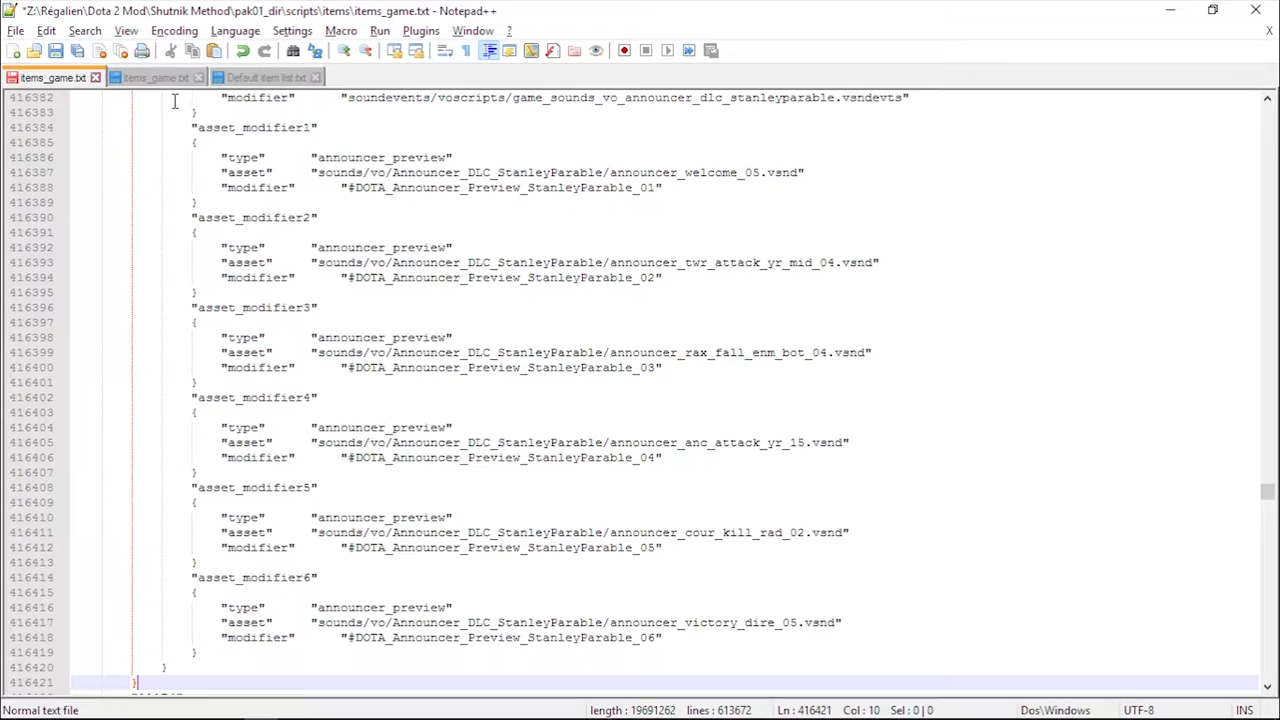 *Z:\Régalien\Dota 2 Mod\Shutnik Method\pak01_dir\scripts\items\items_game.txt - Notepad++
File Edit Search View Encoding Language Settings Macro Run Plugins Window ? X
items_game.txt items_game.txt Default item list.txt
416382 "modifier" "soundevents/voscripts/game_sounds_vo_announcer_dlc_stanleyparable.vsndevts"
416383 }
416384 "asset_modifier1"
416385 {
416386 "type" "announcer_preview"
416387 "asset" "sounds/vo/Announcer_DLC_StanleyParable/announcer_welcome_05.vsnd"
416388 "modifier" "#DOTA_Announcer_Preview_StanleyParable_01"
416389 }
416390 "asset_modifier2"
416391 {
416392 "type" "announcer_preview"
416393 "asset" "sounds/vo/Announcer_DLC_StanleyParable/announcer_twr_attack_yr_mid_04.vsnd"
416394 "modifier" "#DOTA_Announcer_Preview_StanleyParable_02"
416395 }
416396 "asset_modifier3"
416397 {
416398 "type" "announcer_preview"
416399 "asset" "sounds/vo/Announcer_DLC_StanleyParable/announcer_rax_fall_enm_bot_04.vsnd"
416400 "modifier" "#DOTA_Announcer_Preview_StanleyParable_03"
416401 }
416402 "asset_modifier4"
416403 {
416404 "type" "announcer_preview"
416405 "asset" "sounds/vo/Announcer_DLC_StanleyParable/announcer_anc_attack_yr_15.vsnd"
416406 "modifier" "#DOTA_Announcer_Preview_StanleyParable_04"
416407 }
416408 "asset_modifier5"
416409 {
416410 "type" "announcer_preview"
416411 "asset" "sounds/vo/Announcer_DLC_StanleyParable/announcer_cour_kill_rad_02.vsnd"
416412 "modifier" "#DOTA_Announcer_Preview_StanleyParable_05"
416413 }
416414 "asset_modifier6"
416415 {
416416 "type" "announcer_preview"
416417 "asset" "sounds/vo/Announcer_DLC_StanleyParable/announcer_victory_dire_05.vsnd"
416418 "modifier" "#DOTA_Announcer_Preview_StanleyParable_06"
416419 }
416420 }
416421 }
Normal text file length : 19691262 lines : 613672 Ln : 416421 Col : 10 Sel : 0 | 0 Dos\Windows UTF-8 INS